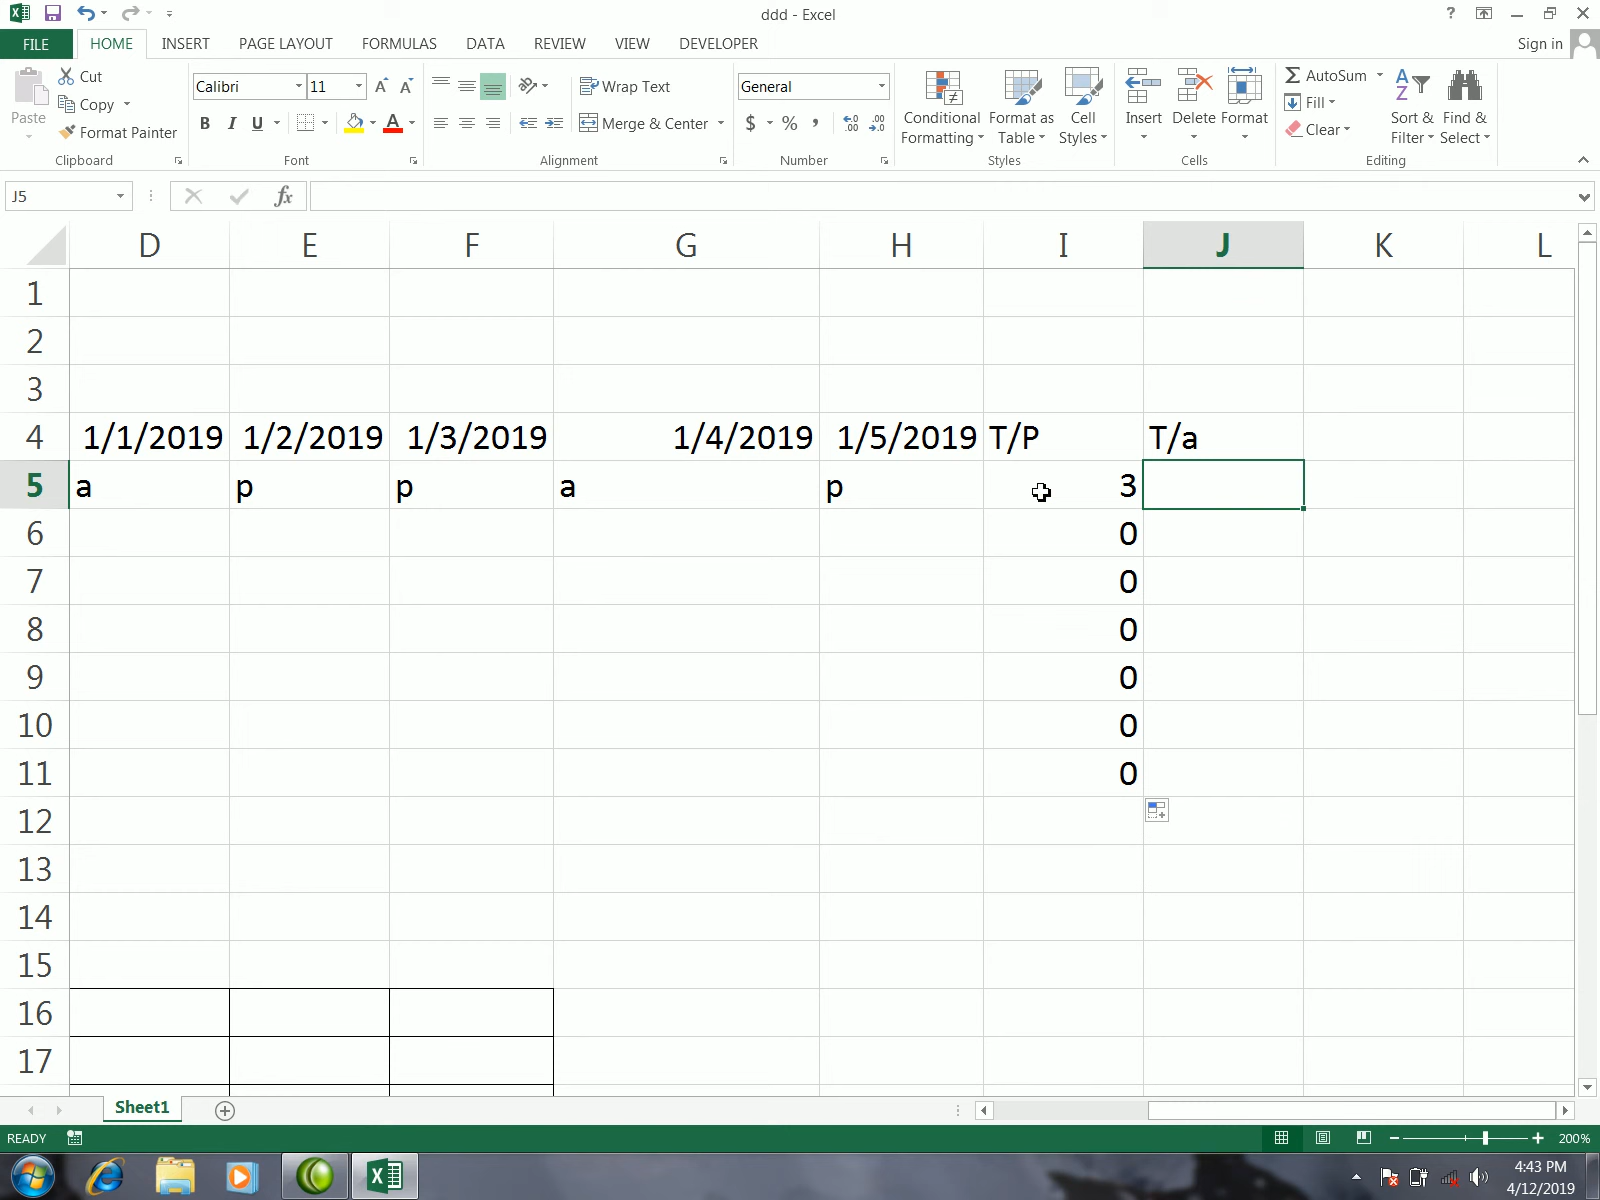 ddd - Excel
?
FILE HOME INSERT PAGE LAYOUT FORMULAS DATA REVIEW VIEW DEVELOPER Sign in
Paste
Cut
Copy
Format Painter
Clipboard
Calibri 11 A A
B I U A
Font
Wrap Text
Merge & Center
Alignment
General
$ % , .0 .00 .00 .0
Number
Conditional Formatting
Format as Table
Cell Styles
Styles
Insert Delete Format
Cells
Σ AutoSum
Fill
Clear
A Z
Sort & Filter
Find & Select
Editing
J5 fx
D E F G H I J K L
1
2
3
4 1/1/2019 1/2/2019 1/3/2019 1/4/2019 1/5/2019 T/P T/a
5 a p p a p 3
6 0
7 0
8 0
9 0
10 0
11 0
12
13
14
15
16
17
Sheet1
READY 200%
4:43 PM
4/12/2019